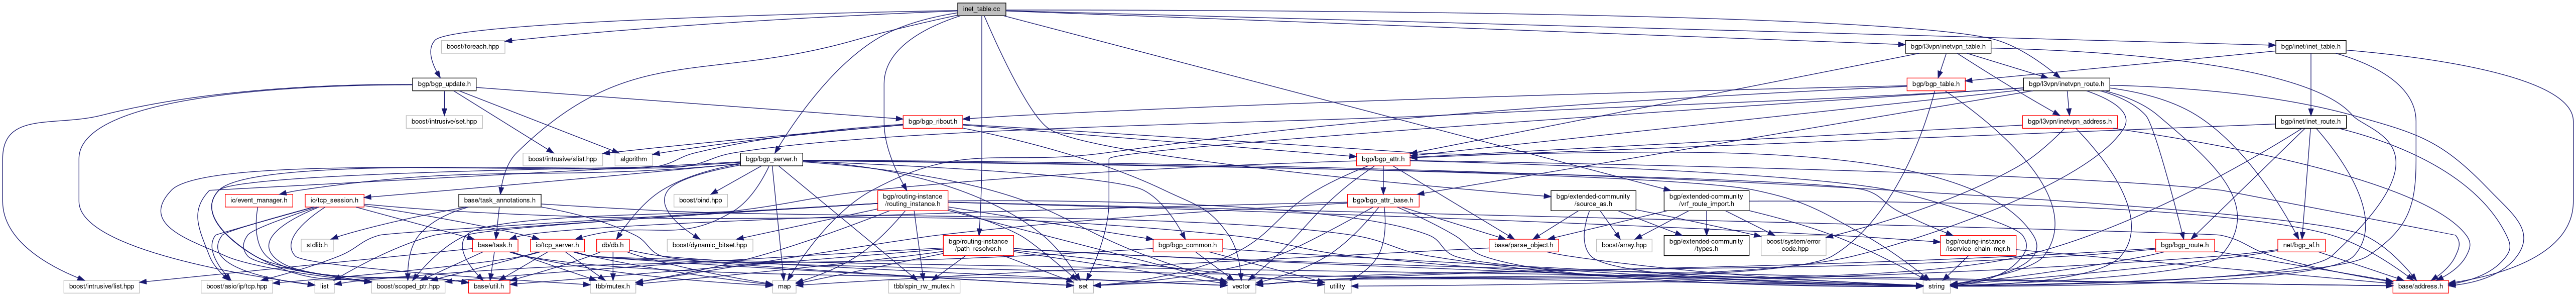 inet_table.cc
boost/foreach.hpp
bgp/l3vpn/inetvpn_table.h
bgp/inet/inet_table.h
bgp/bgp_update.h
bgp/bgp_table.h
bgp/l3vpn/inetvpn_route.h
boost/intrusive/set.hpp
bgp/bgp_ribout.h
bgp/l3vpn/inetvpn_address.h
bgp/inet/inet_route.h
boost/intrusive/slist.hpp
algorithm
bgp/bgp_server.h
bgp/bgp_attr.h
io/event_manager.h
io/tcp_session.h
base/task_annotations.h
boost/bind.hpp
bgp/routing-instance
/routing_instance.h
bgp/bgp_attr_base.h
bgp/extended-community
/source_as.h
bgp/extended-community
/vrf_route_import.h
stdlib.h
base/task.h
io/tcp_server.h
db/db.h
boost/dynamic_bitset.hpp
bgp/routing-instance
/path_resolver.h
bgp/bgp_common.h
base/parse_object.h
boost/array.hpp
bgp/extended-community
/types.h
boost/system/error
_code.hpp
bgp/routing-instance
/iservice_chain_mgr.h
bgp/bgp_route.h
net/bgp_af.h
boost/intrusive/list.hpp
boost/asio/ip/tcp.hpp
list
boost/scoped_ptr.hpp
base/util.h
tbb/mutex.h
map
tbb/spin_rw_mutex.h
set
vector
utility
string
base/address.h